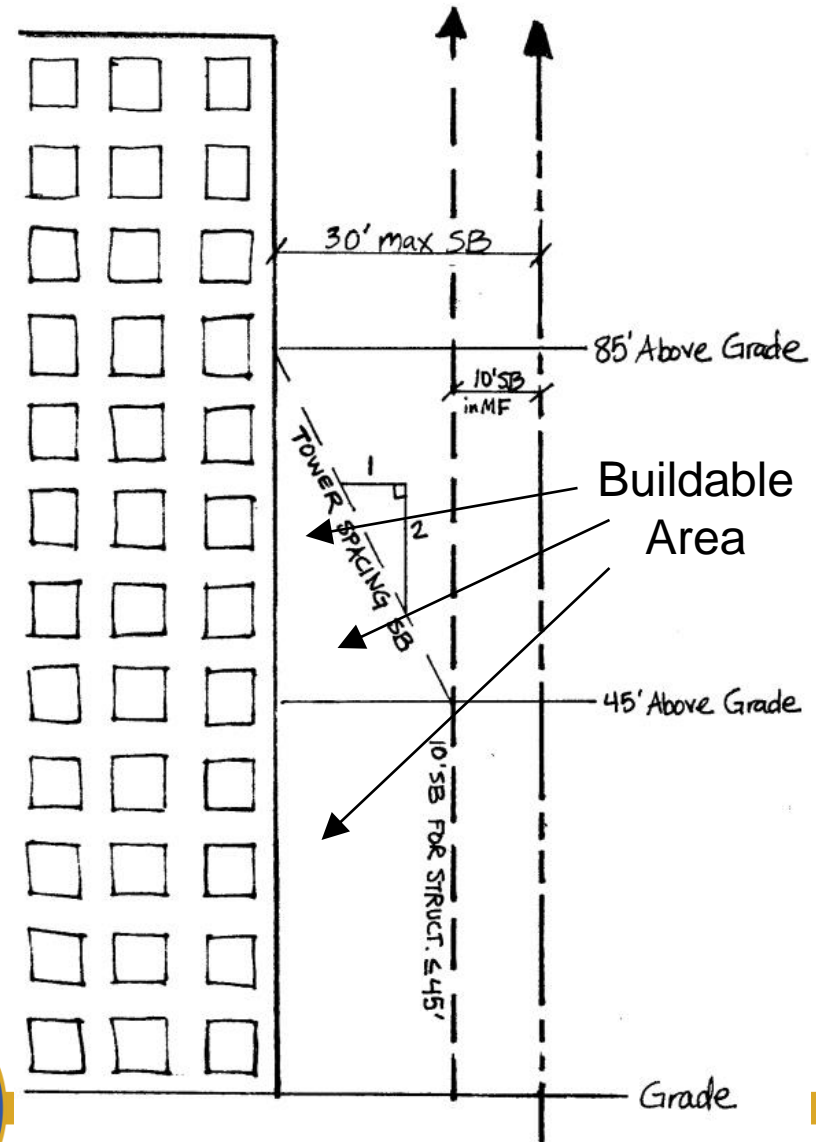 30' max SB
85' Above Grade
10' SB
in MF
1
2
TOWER SPACING SB
Buildable
Area
45' Above Grade
10' SB FOR STRUCT. ≤ 45'
Grade